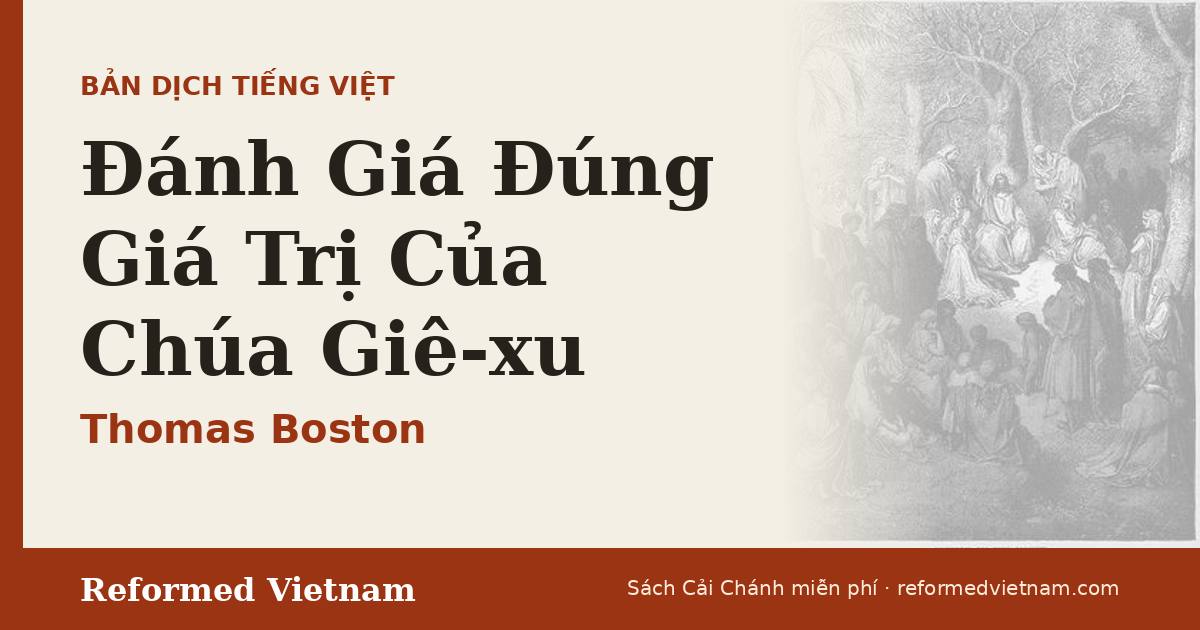 BẢN DỊCH TIẾNG VIỆT
Đánh Giá Đúng
Giá Trị Của
Chúa Giê-xu
Thomas Boston
Reformed Vietnam
Sách Cải Chánh miễn phí · reformedvietnam.com